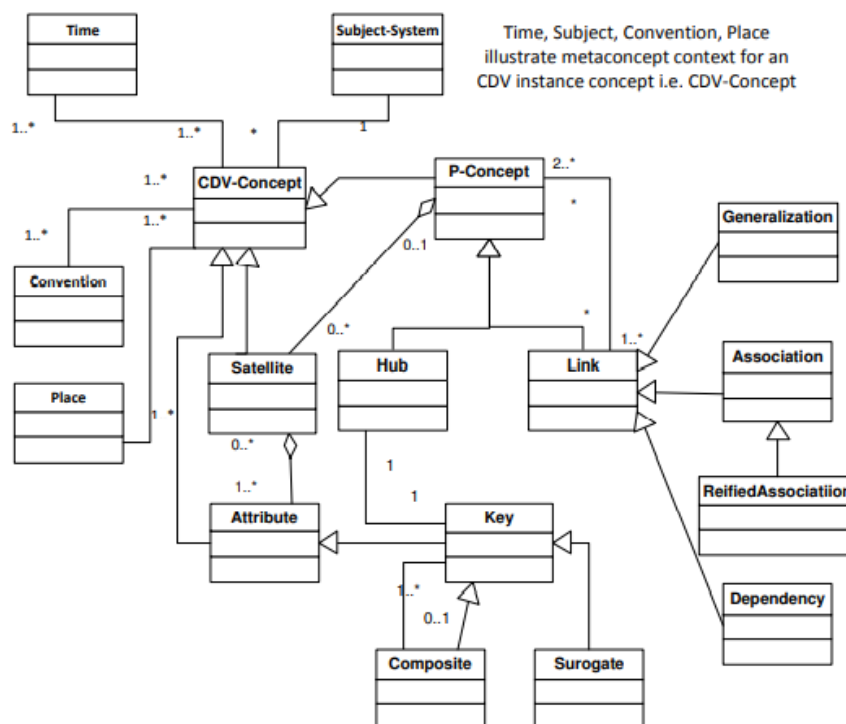 Time
Subject-System
Time, Subject, Convention, Place
illustrate metaconcept context for an
CDV instance concept i.e. CDV-Concept
1..*
1..*
*
1
CDV-Concept
P-Concept
2..*
1..*
1..*
*
1..*
0..1
Generalization
Convention
0..*
*
1..*
Satellite
Hub
Link
Association
Place
1
*
0..*
1
1..*
1
ReifiedAssociatiion
Attribute
Key
1..*
0..1
Dependency
Composite
Surogate